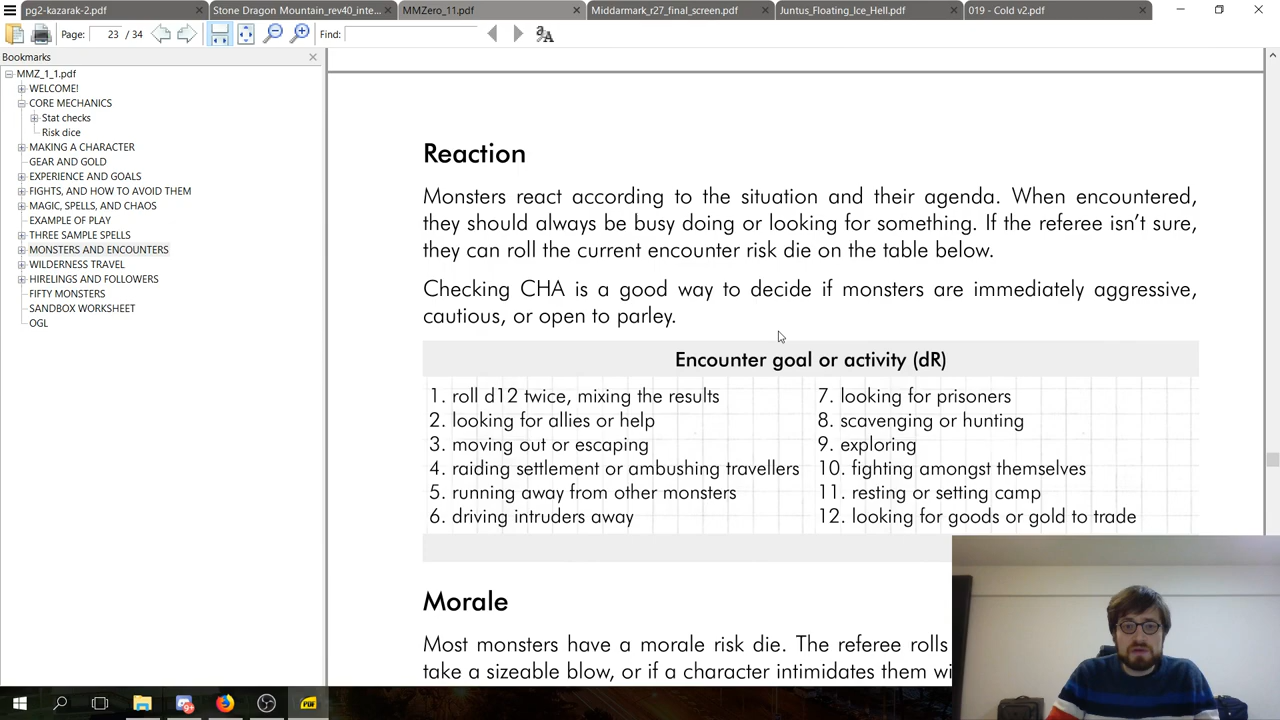 pg2-kazarak-2.pdf
Stone Dragon Mountain_rev40_inte...
MMZero_11.pdf
Middarmark_r27_final_screen.pdf
Juntus_Floating_Ice_Hell.pdf
019 - Cold v2.pdf
Page: 23 / 34
Find:
Bookmarks
MMZ_1_1.pdf
WELCOME!
CORE MECHANICS
Stat checks
Risk dice
MAKING A CHARACTER
GEAR AND GOLD
EXPERIENCE AND GOALS
FIGHTS, AND HOW TO AVOID THEM
MAGIC, SPELLS, AND CHAOS
EXAMPLE OF PLAY
THREE SAMPLE SPELLS
MONSTERS AND ENCOUNTERS
WILDERNESS TRAVEL
HIRELINGS AND FOLLOWERS
FIFTY MONSTERS
SANDBOX WORKSHEET
OGL
Reaction
Monsters react according to the situation and their agenda. When encountered,
they should always be busy doing or looking for something. If the referee isn't sure,
they can roll the current encounter risk die on the table below.
Checking CHA is a good way to decide if monsters are immediately aggressive,
cautious, or open to parley.
Encounter goal or activity (dR)
1. roll d12 twice, mixing the results
2. looking for allies or help
3. moving out or escaping
4. raiding settlement or ambushing travellers
5. running away from other monsters
6. driving intruders away
7. looking for prisoners
8. scavenging or hunting
9. exploring
10. fighting amongst themselves
11. resting or setting camp
12. looking for goods or gold to trade
Morale
Most monsters have a morale risk die. The referee rolls
take a sizeable blow, or if a character intimidates them wi